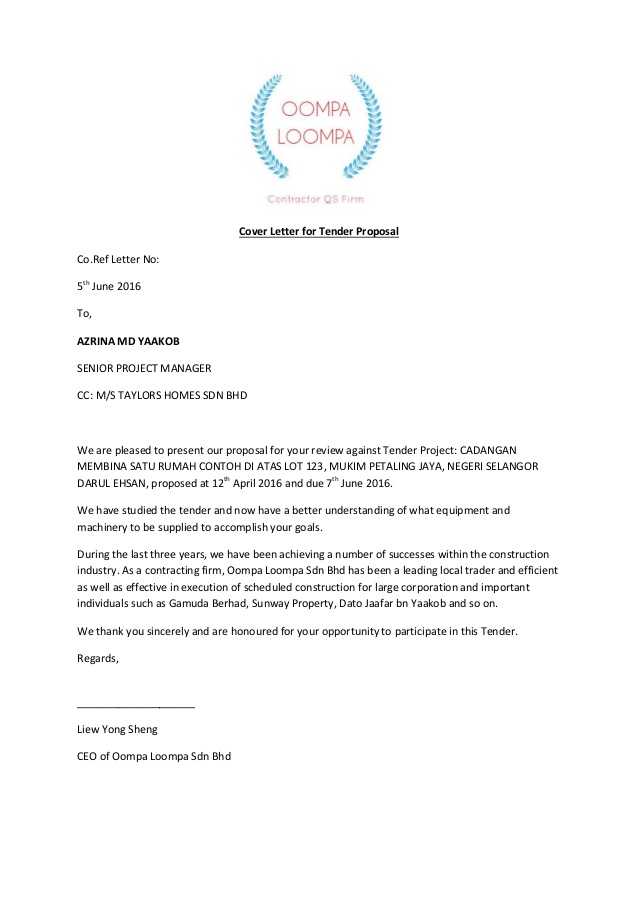 OOMPA
LOOMPA
Contractor QS Firm
Cover Letter for Tender Proposal
Co.Ref Letter No:
5th June 2016
To,
AZRINA MD YAAKOB
SENIOR PROJECT MANAGER
CC: M/S TAYLORS HOMES SDN BHD
We are pleased to present our proposal for your review against Tender Project: CADANGAN
MEMBINA SATU RUMAH CONTOH DI ATAS LOT 123, MUKIM PETALING JAYA, NEGERI SELANGOR
DARUL EHSAN, proposed at 12th April 2016 and due 7th June 2016.
We have studied the tender and now have a better understanding of what equipment and
machinery to be supplied to accomplish your goals.
During the last three years, we have been achieving a number of successes within the construction
industry. As a contracting firm, Oompa Loompa Sdn Bhd has been a leading local trader and efficient
as well as effective in execution of scheduled construction for large corporation and important
individuals such as Gamuda Berhad, Sunway Property, Dato Jaafar bn Yaakob and so on.
We thank you sincerely and are honoured for your opportunity to participate in this Tender.
Regards,
Liew Yong Sheng
CEO of Oompa Loompa Sdn Bhd